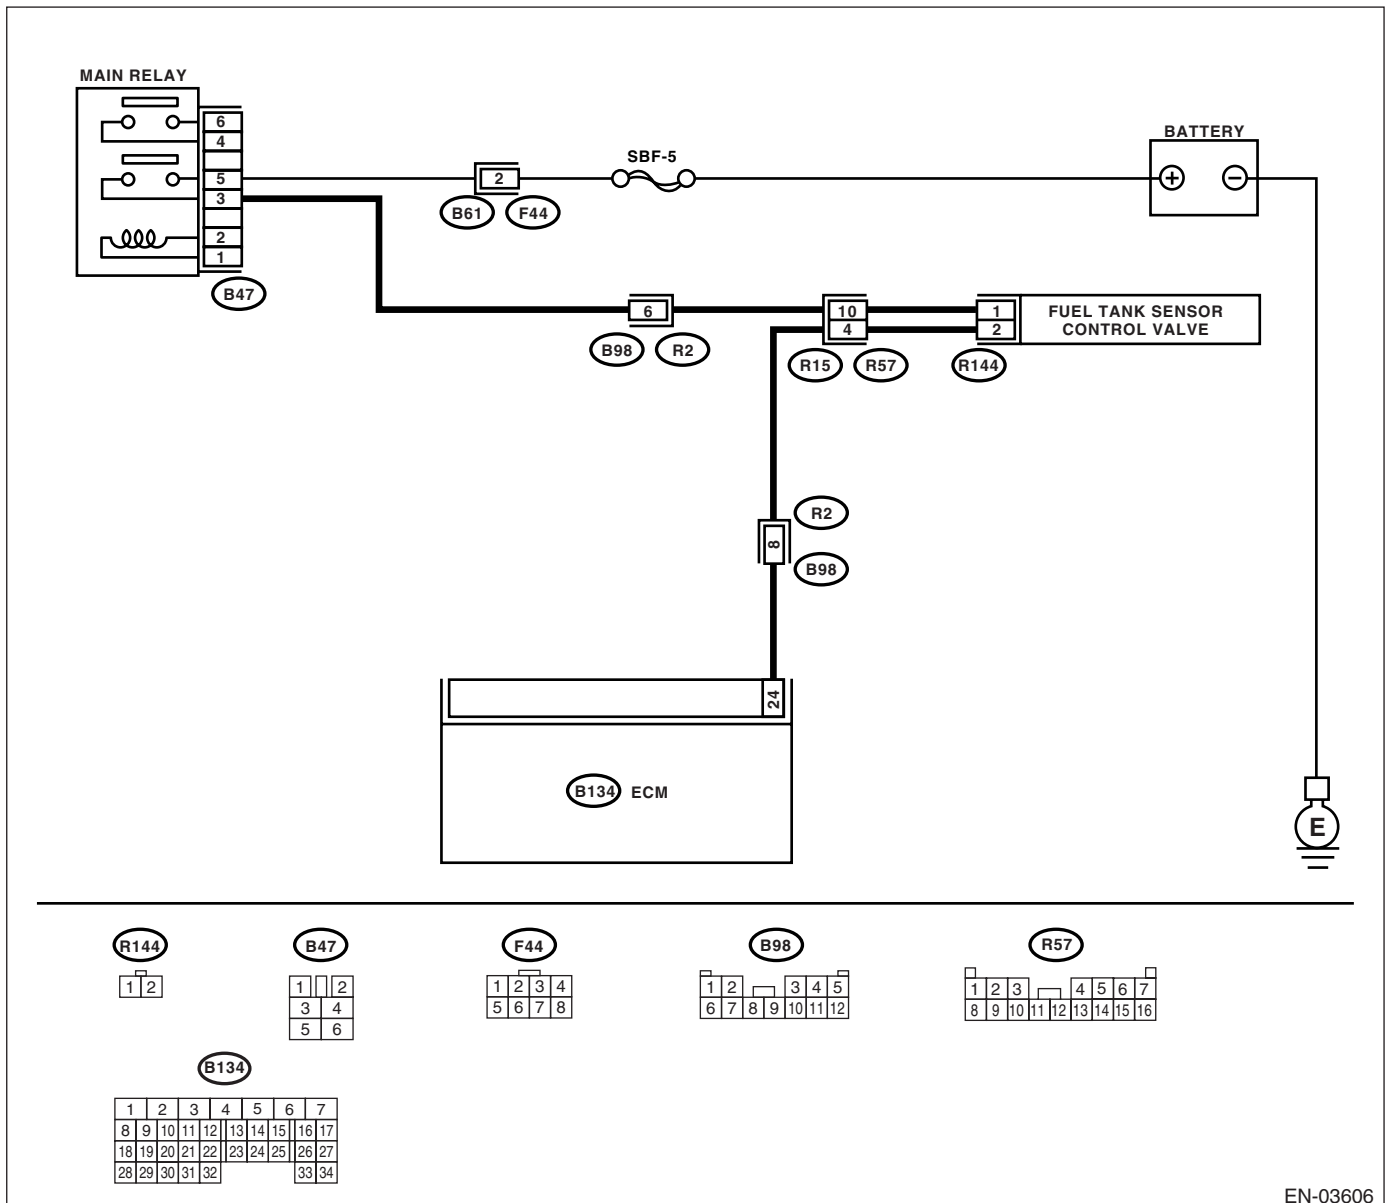 MAIN RELAY
6
4
5
3
2
1
B47
2
B61 F44
SBF-5
BATTERY
+ −
6
B98 R2
10
4
R15 R57
1
2
R144
FUEL TANK SENSOR
CONTROL VALVE
R2
8
B98
24
B134 ECM
E
R144
1 2
B47
1 2
3 4
5 6
F44
1 2 3 4
5 6 7 8
B98
1 2 3 4 5
6 7 8 9 10 11 12
R57
1 2 3 4 5 6 7
8 9 10 11 12 13 14 15 16
B134
1 2 3 4 5 6 7
8 9 10 11 12 13 14 15 16 17
18 19 20 21 22 23 24 25 26 27
28 29 30 31 32 33 34
EN-03606